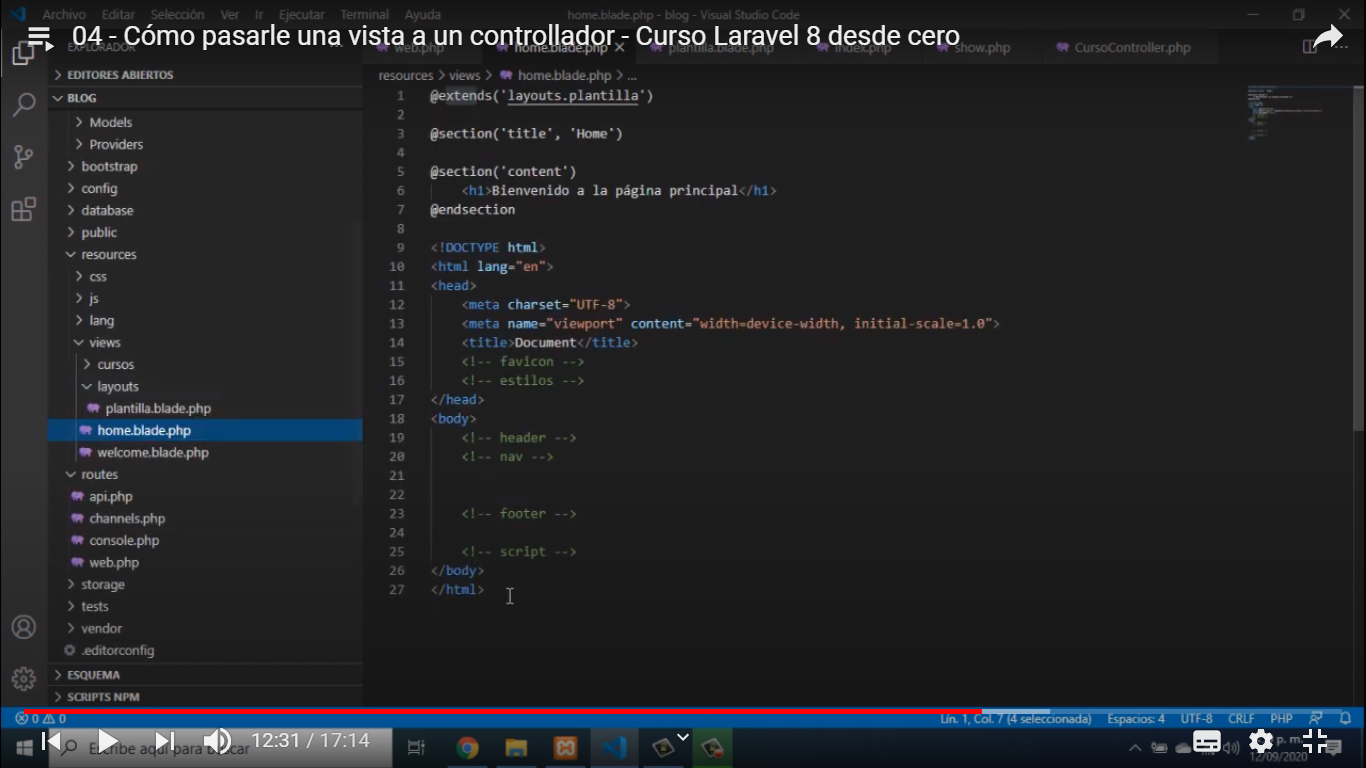 Archivo Editar Selección Ver Ir Ejecutar Terminal Ayuda home.blade.php - blog - Visual Studio Code
04 - Cómo pasarle una vista a un controllador - Curso Laravel 8 desde cero
EXPLORADOR web.php home.blade.php plantilla.blade.php index.php show.php CursoController.php
EDITORES ABIERTOS
BLOG
Models
Providers
bootstrap
config
database
public
resources
css
js
lang
views
cursos
layouts
plantilla.blade.php
home.blade.php
welcome.blade.php
routes
api.php
channels.php
console.php
web.php
storage
tests
vendor
.editorconfig
ESQUEMA
SCRIPTS NPM
resources > views > home.blade.php > ...
1 @extends('layouts.plantilla')
2
3 @section('title', 'Home')
4
5 @section('content')
6 <h1>Bienvenido a la página principal</h1>
7 @endsection
8
9 <!DOCTYPE html>
10 <html lang="en">
11 <head>
12 <meta charset="UTF-8">
13 <meta name="viewport" content="width=device-width, initial-scale=1.0">
14 <title>Document</title>
15 <!-- favicon -->
16 <!-- estilos -->
17 </head>
18 <body>
19 <!-- header -->
20 <!-- nav -->
21
22
23 <!-- footer -->
24
25 <!-- script -->
26 </body>
27 </html>
0 0 Lín. 1, Col. 7 (4 seleccionada) Espacios: 4 UTF-8 CRLF PHP
Escribe aquí para buscar
12:31 / 17:14
p. m.
12/09/2020